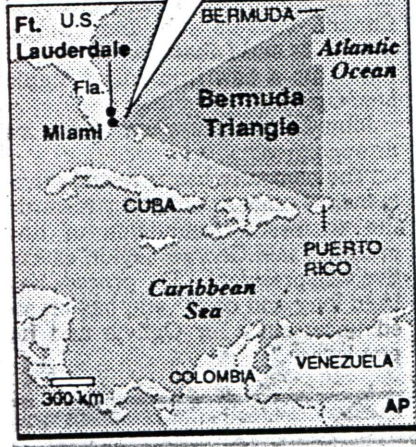 BERMUDA
Ft. U.S.
Lauderdale
Atlantic
Ocean
Fla.
Bermuda
Triangle
Miami
CUBA
PUERTO
RICO
Caribbean
Sea
VENEZUELA
COLOMBIA
300 km
AP